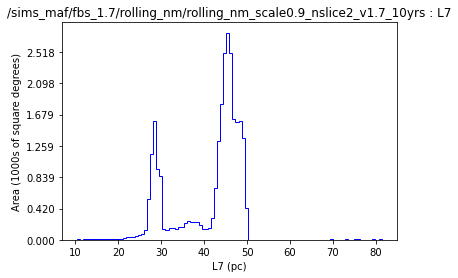 /sims_maf/fbs_1.7/rolling_nm/rolling_nm_scale0.9_nslice2_v1.7_10yrs : L7
2.518
2.098
1.679
1.259
0.839
0.420
0.000
Area (1000s of square degrees)
10 20 30 40 50 60 70 80
L7 (pc)